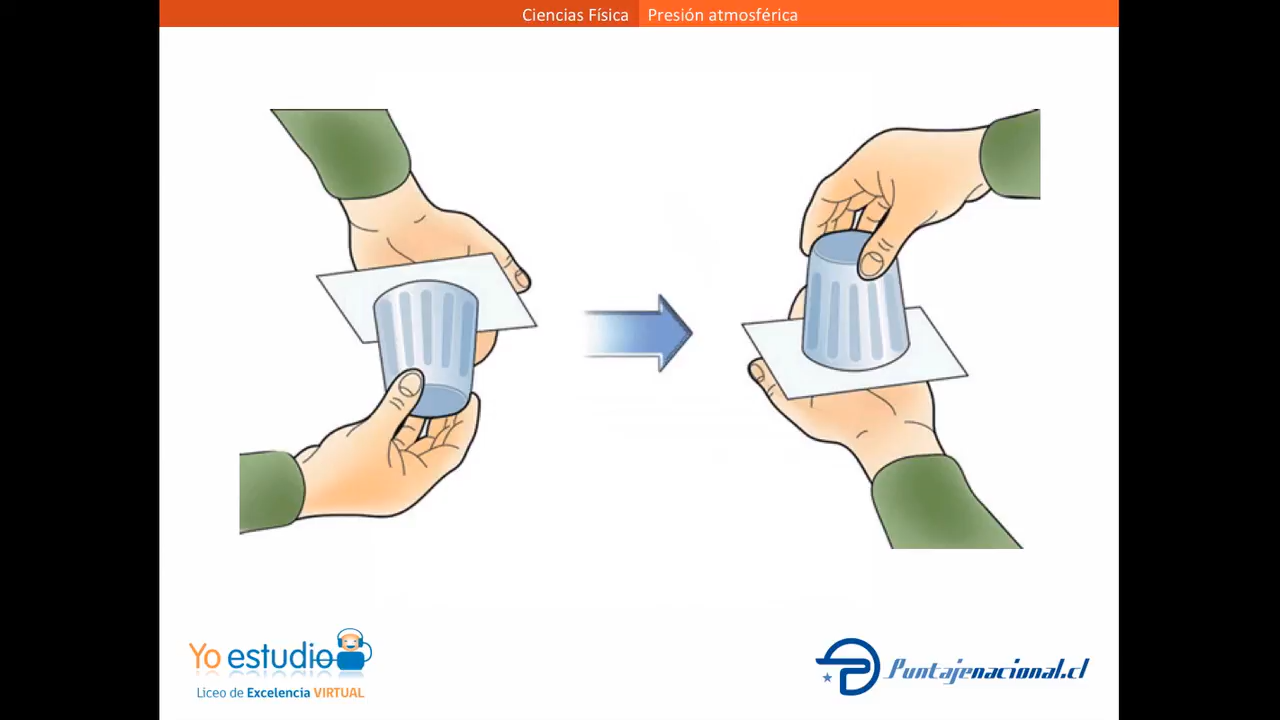 Ciencias Física Presión atmosférica
Yo estudio
Liceo de Excelencia VIRTUAL
Puntajenacional.cl